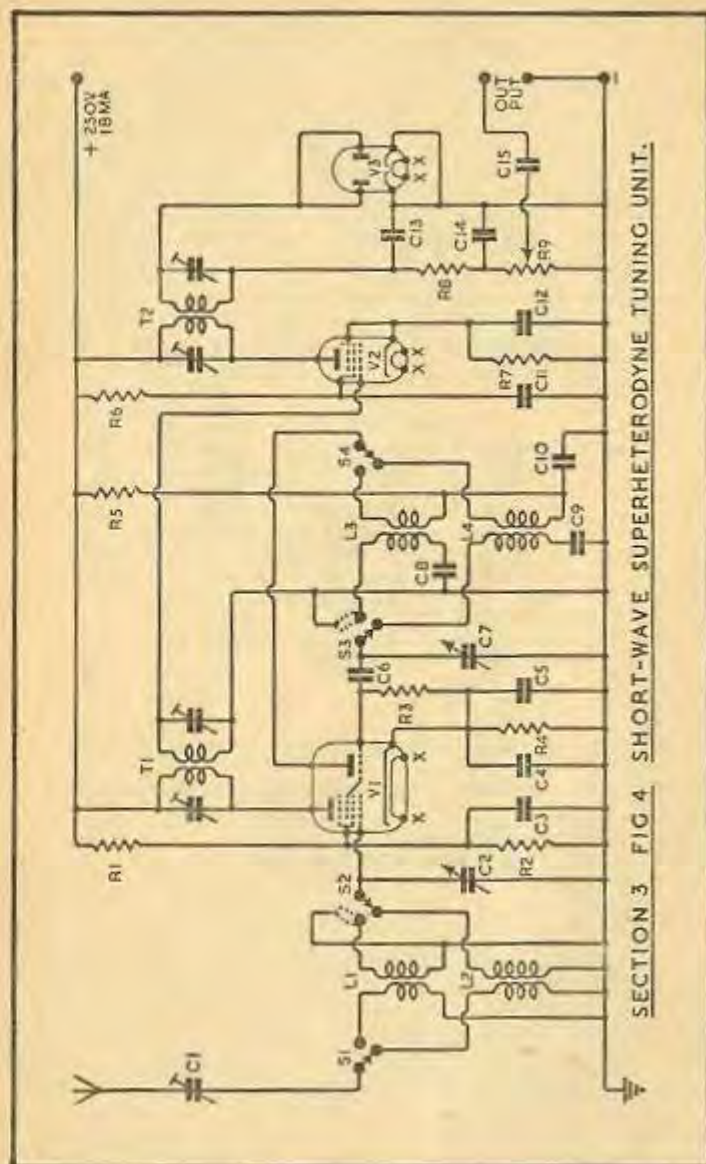 + 250V
18MA
R1
R5
R6
T1
T2
C1
S1
L1
S2
V1
X
X
C6
S3
L3
S4
V2
X X
V3
X X
R3
C8
C13
R8
C14
L2
C2
C7
L4
C15
OUT
PUT
R2
C3
C4
R4
C5
C9
C10
R7
C11
C12
R9
SECTION 3 FIG 4 SHORT-WAVE SUPERHETERODYNE TUNING UNIT.